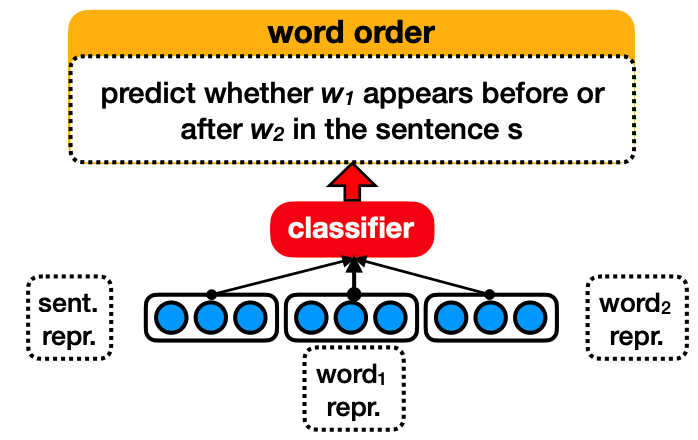 word order
predict whether w₁ appears before or
after w₂ in the sentence s
classifier
sent.
repr.
word₁
repr.
word₂
repr.